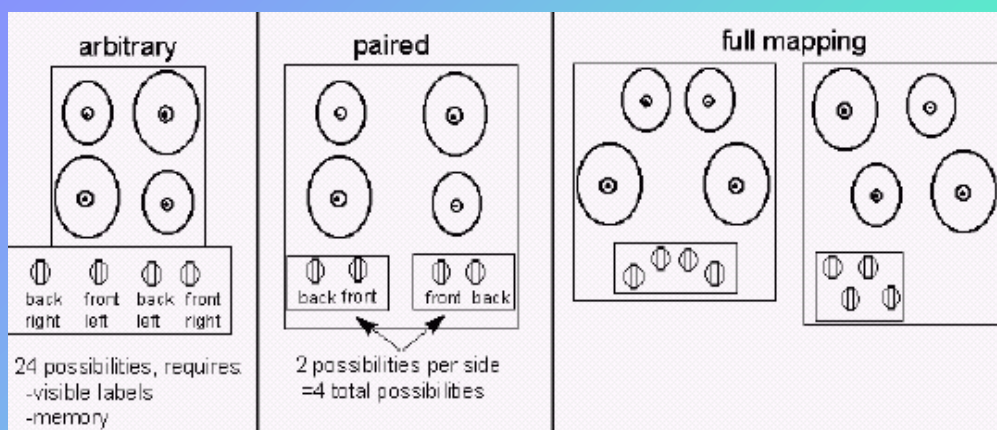 arbitrary
back front back front
right left left right
24 possibilities, requires:
-visible labels
-memory
paired
back front
front back
2 possibilities per side
=4 total possibilities
full mapping